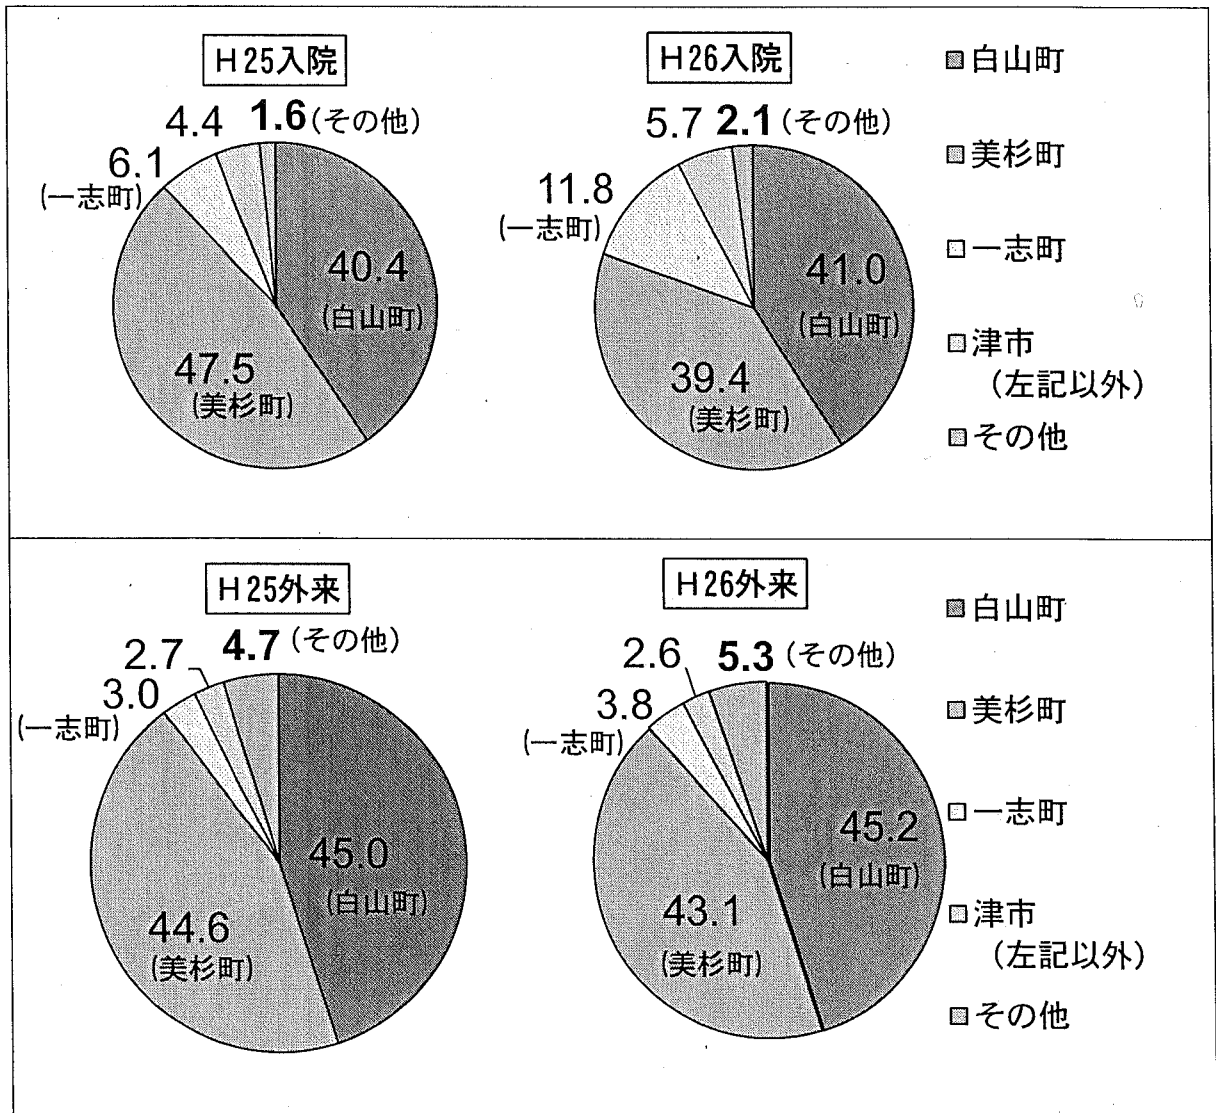 H25入院
4.4 1.6(その他)
6.1
(一志町)
40.4
(白山町)
47.5
(美杉町)
H26入院
5.7 2.1(その他)
11.8
(一志町)
41.0
(白山町)
39.4
(美杉町)
白山町
美杉町
一志町
津市
(左記以外)
その他
H25外来
2.7 4.7(その他)
3.0
(一志町)
45.0
(白山町)
44.6
(美杉町)
H26外来
2.6 5.3(その他)
3.8
(一志町)
45.2
(白山町)
43.1
(美杉町)
白山町
美杉町
一志町
津市
(左記以外)
その他